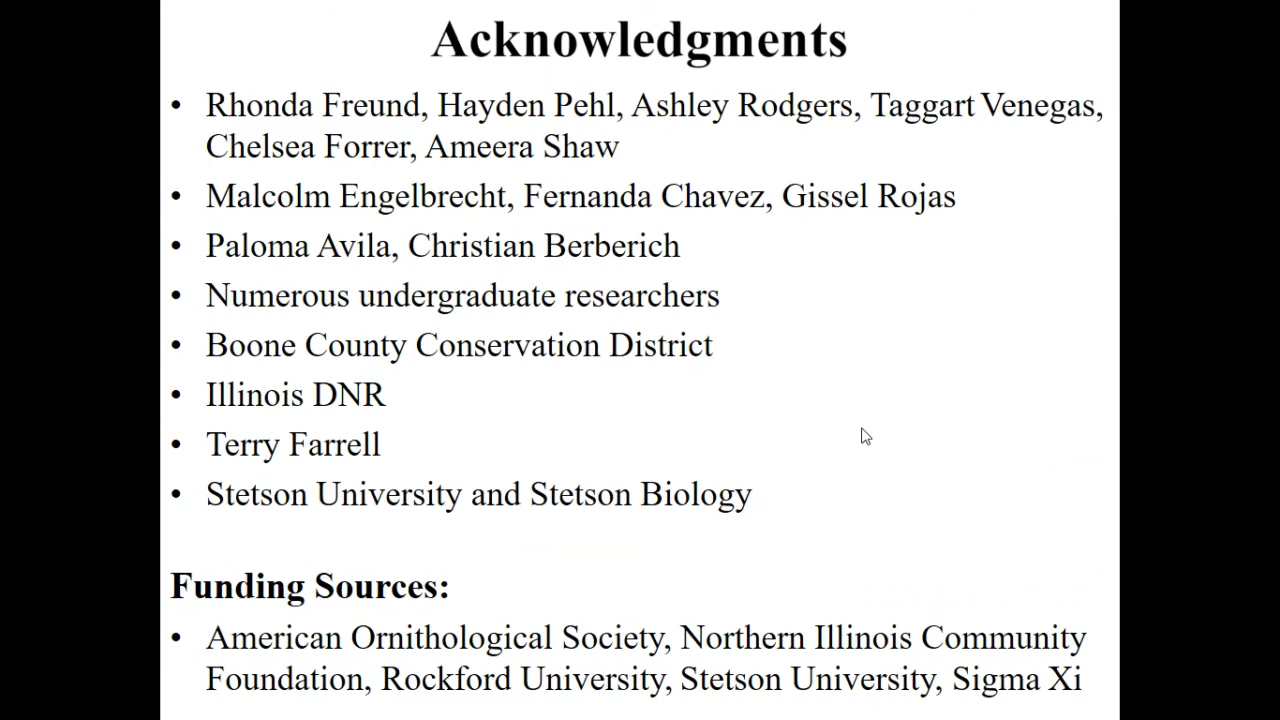 Acknowledgments
• Rhonda Freund, Hayden Pehl, Ashley Rodgers, Taggart Venegas,
Chelsea Forrer, Ameera Shaw
• Malcolm Engelbrecht, Fernanda Chavez, Gissel Rojas
• Paloma Avila, Christian Berberich
• Numerous undergraduate researchers
• Boone County Conservation District
• Illinois DNR
• Terry Farrell
• Stetson University and Stetson Biology
Funding Sources:
• American Ornithological Society, Northern Illinois Community
Foundation, Rockford University, Stetson University, Sigma Xi